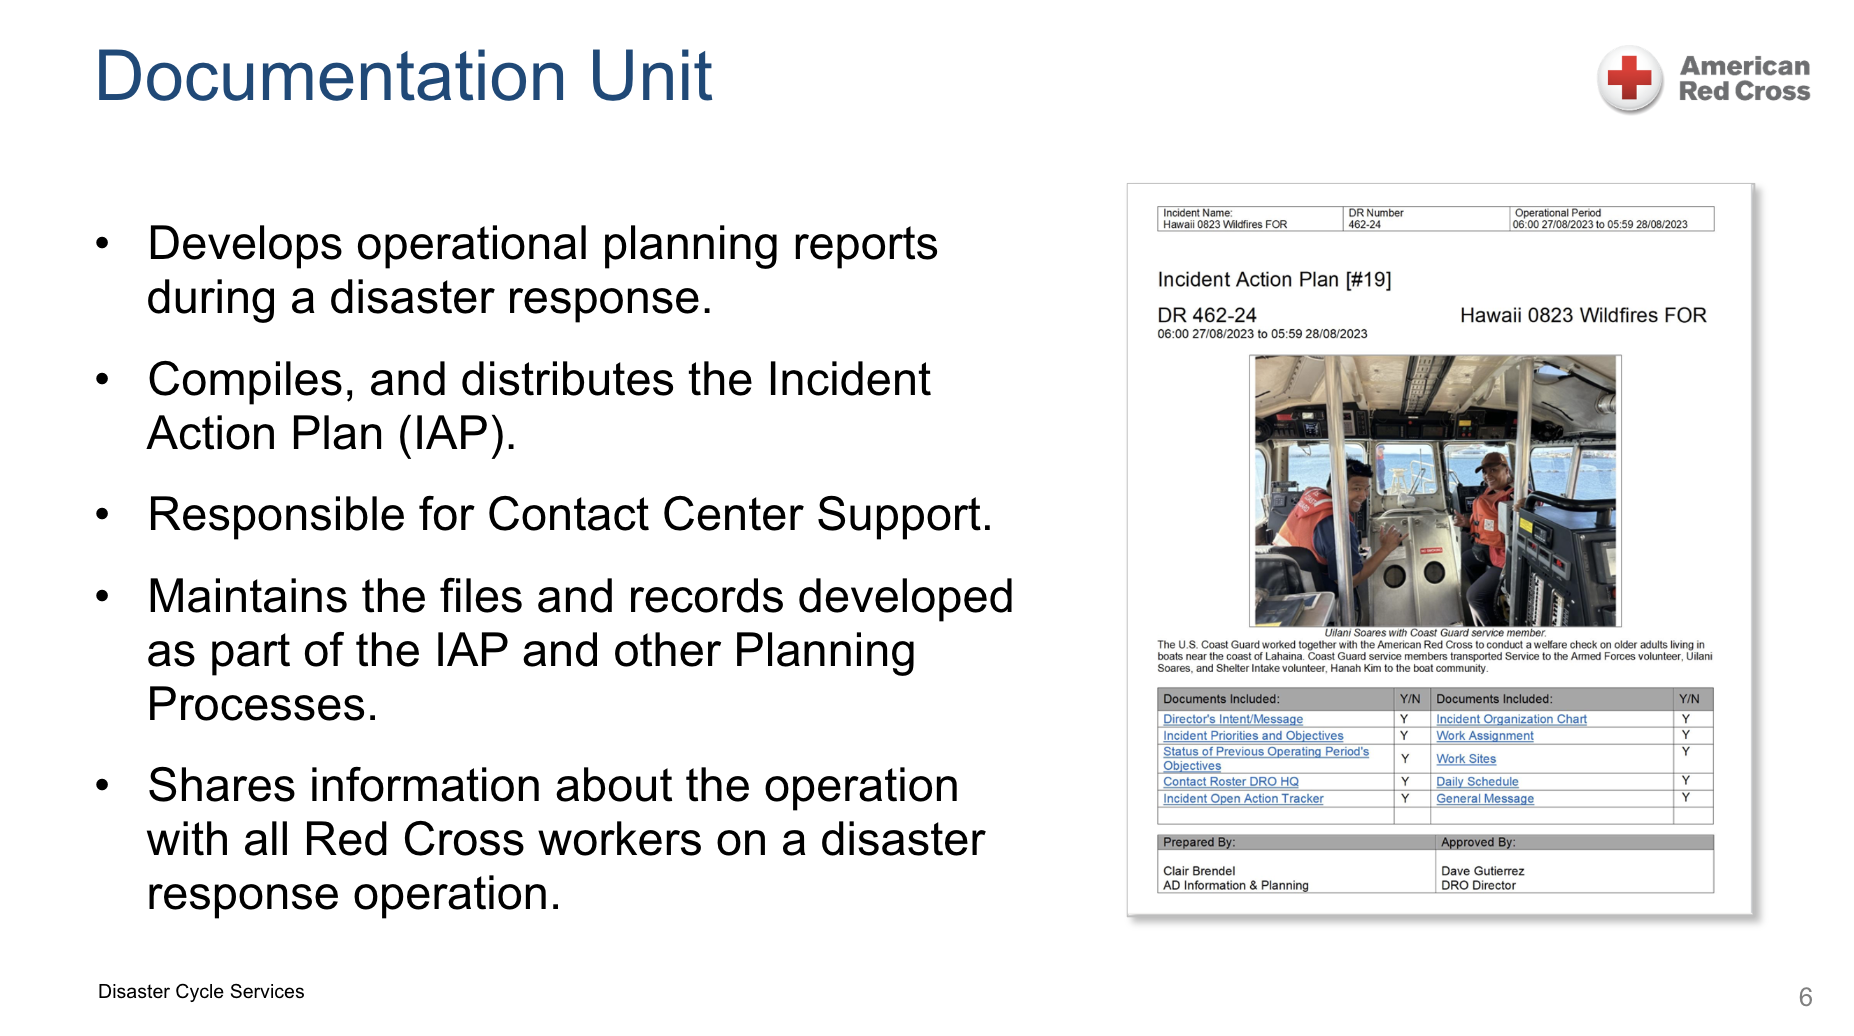 Documentation Unit
American
Red Cross
• Develops operational planning reports
during a disaster response.
• Compiles, and distributes the Incident
Action Plan (IAP).
• Responsible for Contact Center Support.
• Maintains the files and records developed
as part of the IAP and other Planning
Processes.
• Shares information about the operation
with all Red Cross workers on a disaster
response operation.
Incident Name: DR Number Operational Period
Hawaii 0823 Wildfires FOR 462-24 06:00 27/08/2023 to 05:59 28/08/2023
Incident Action Plan [#19]
DR 462-24 Hawaii 0823 Wildfires FOR
06:00 27/08/2023 to 05:59 28/08/2023
Uilani Soares with Coast Guard service member.
The U.S. Coast Guard worked together with the American Red Cross to conduct a welfare check on older adults living in
boats near the coast of Lahaina. Coast Guard service members transported Service to the Armed Forces volunteer, Uilani
Soares, and Shelter Intake volunteer, Hanah Kim to the boat community.
Documents Included: Y/N Documents Included: Y/N
Director's Intent/Message Y Incident Organization Chart Y
Incident Priorities and Objectives Y Work Assignment Y
Status of Previous Operating Period's
Objectives Y Work Sites Y
Contact Roster DRO HQ Y Daily Schedule Y
Incident Open Action Tracker Y General Message Y
Prepared By: Approved By:
Clair Brendel Dave Gutierrez
AD Information & Planning DRO Director
Disaster Cycle Services
6